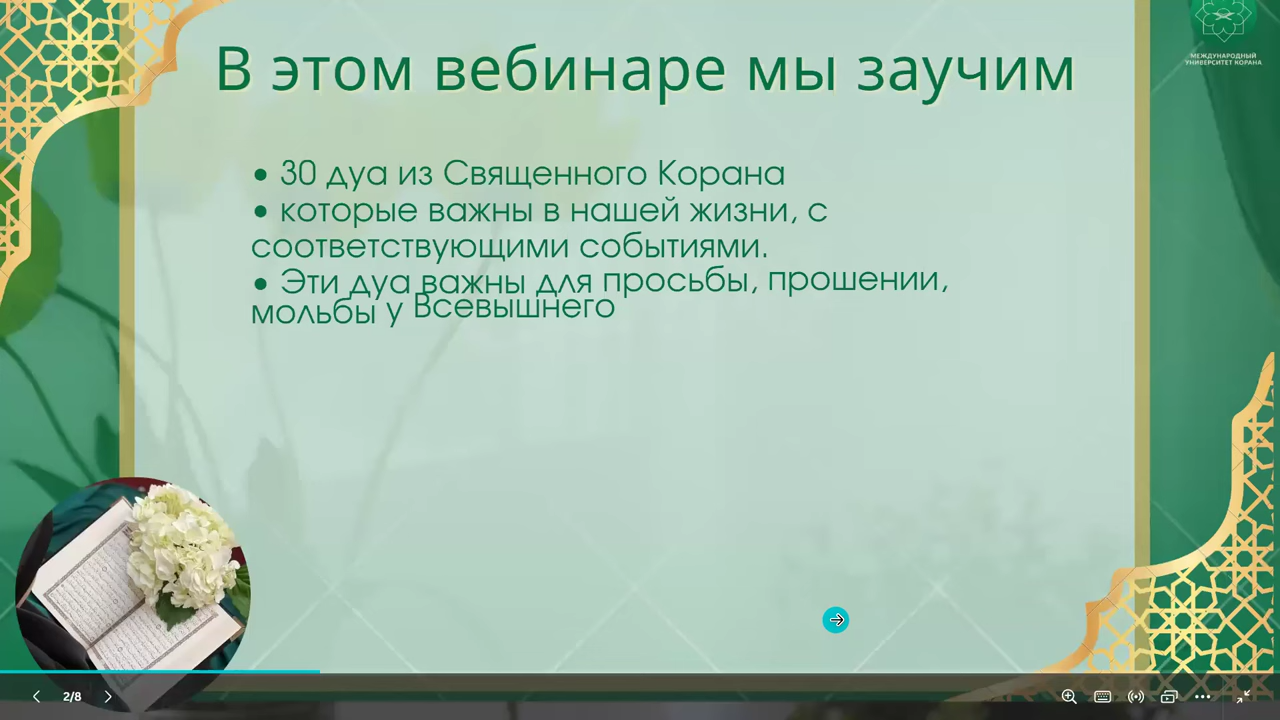 МЕЖДУНАРОДНЫЙ
УНИВЕРСИТЕТ КОРАНА
В этом вебинаре мы заучим
• 30 дуа из Священного Корана
• которые важны в нашей жизни, с
соответствующими событиями.
• Эти дуа важны для просьбы, прошении,
мольбы у Всевышнего
2/8